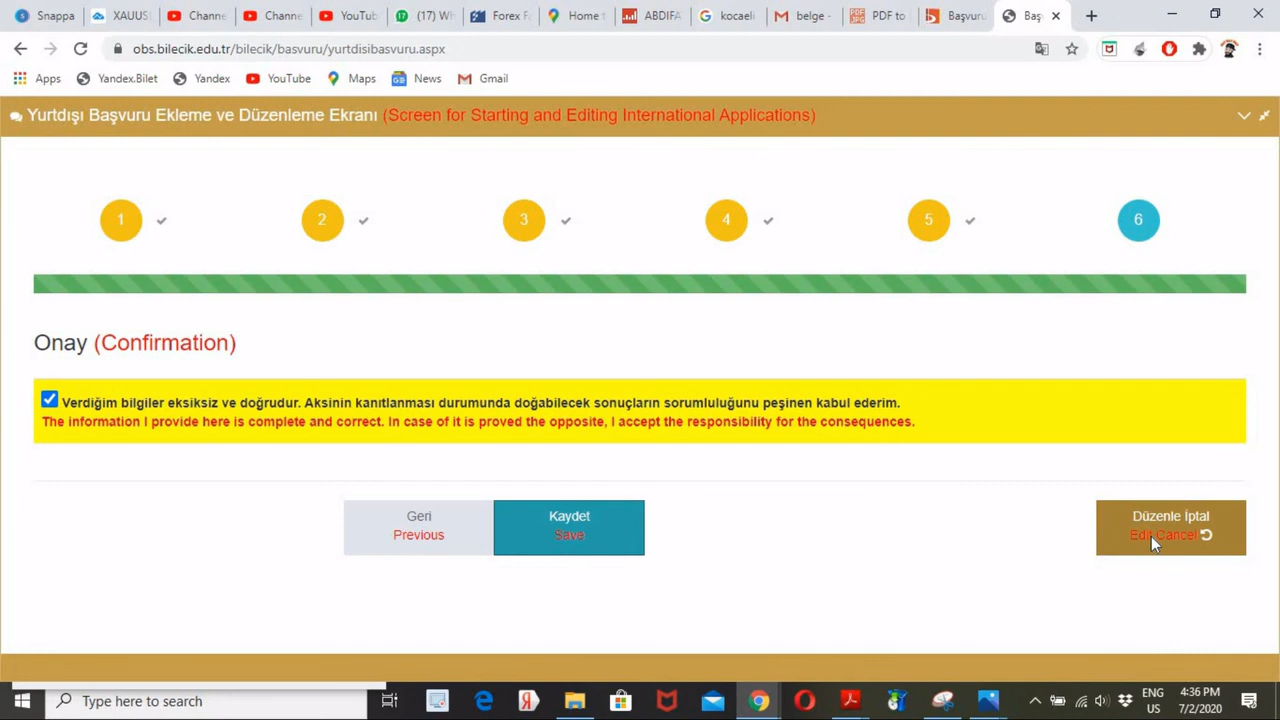 Snappa
XAUUS
Channe
Channe
YouTub
(17) Wh
Forex F
Home t
ABDIFA
kocaeli
belge -
PDF to
Başvuru
Baş
obs.bilecik.edu.tr/bilecik/basvuru/yurtdisibasvuru.aspx
Apps
Yandex.Bilet
Yandex
YouTube
Maps
News
Gmail
Yurtdışı Başvuru Ekleme ve Düzenleme Ekranı (Screen for Starting and Editing International Applications)
1
2
3
4
5
6
Onay (Confirmation)
Verdiğim bilgiler eksiksiz ve doğrudur. Aksinin kanıtlanması durumunda doğabilecek sonuçların sorumluluğunu peşinen kabul ederim.
The information I provide here is complete and correct. In case of it is proved the opposite, I accept the responsibility for the consequences.
Geri
Previous
Kaydet
Save
Düzenle İptal
Edit Cancel
Type here to search
ENG
US
4:36 PM
7/2/2020